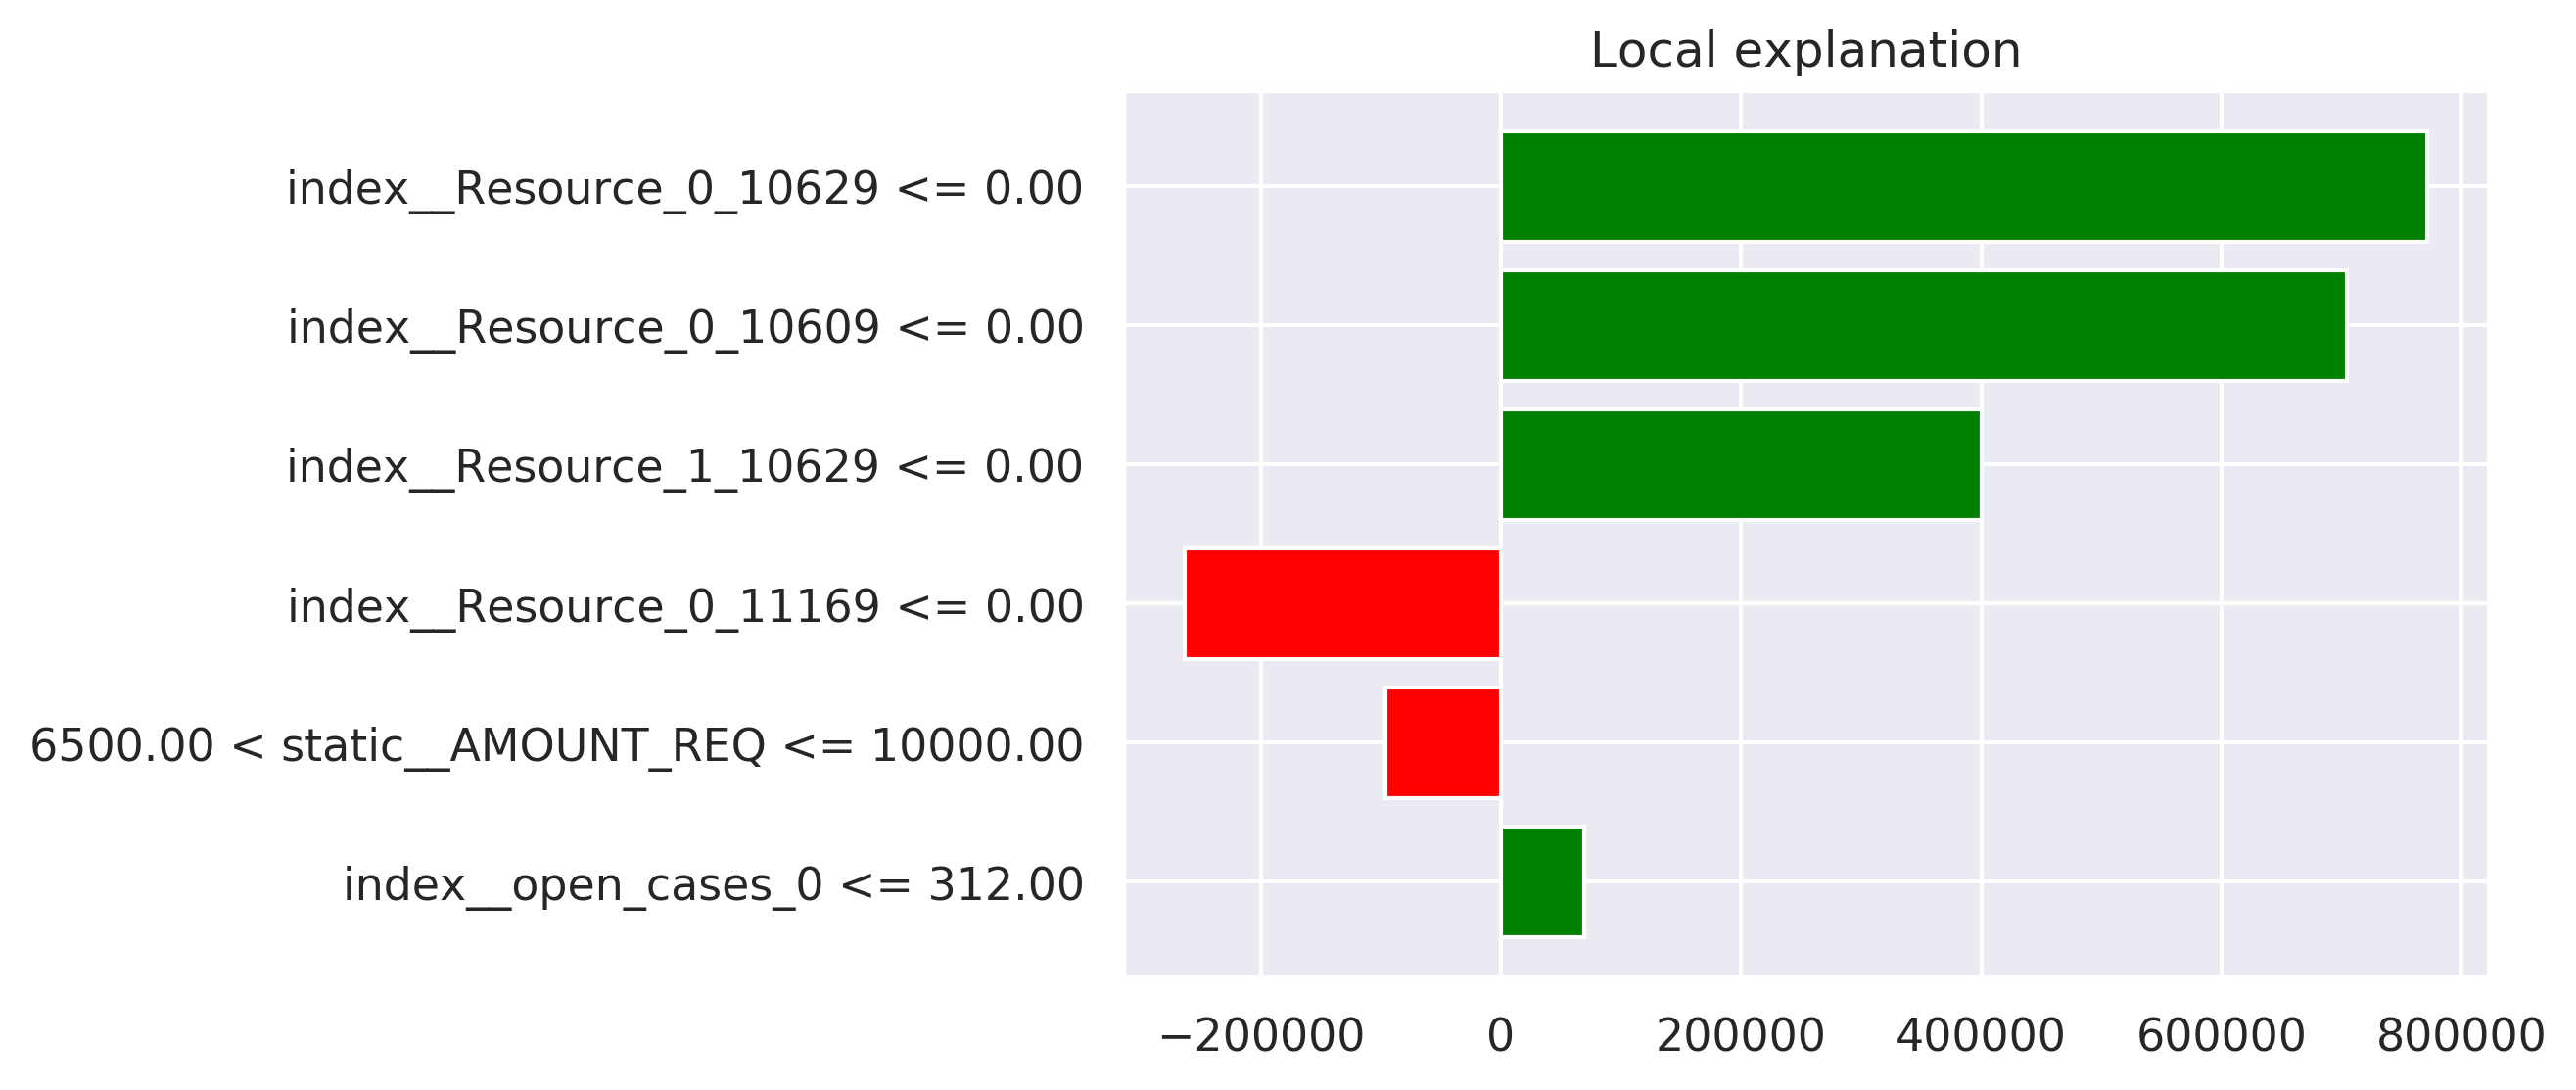 Local explanation
index__Resource_0_10629 <= 0.00
index__Resource_0_10609 <= 0.00
index__Resource_1_10629 <= 0.00
index__Resource_0_11169 <= 0.00
6500.00 < static__AMOUNT_REQ <= 10000.00
index__open_cases_0 <= 312.00
−200000 0 200000 400000 600000 800000